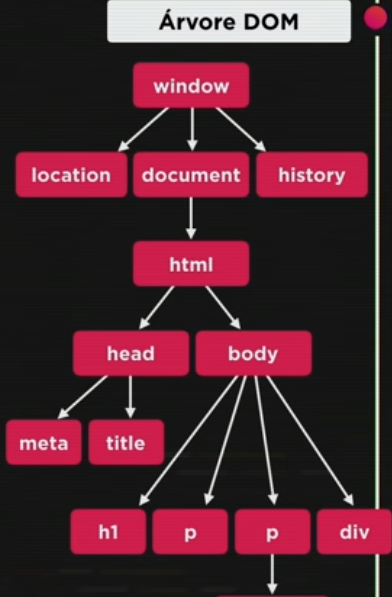 Árvore DOM
window
location document history
html
head body
meta title
h1 p p div